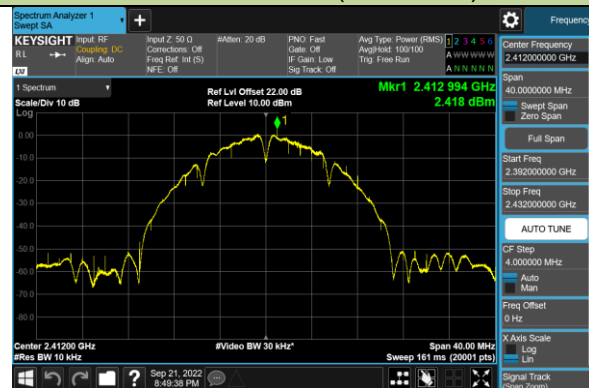 Spectrum Analyzer 1
Swept SA
Frequency
KEYSIGHT
Input: RF
Input Z: 50 Ω
#Atten: 20 dB
PNO: Fast
Avg Type: Power (RMS)
1 2 3 4 5 6
RL
Coupling: DC
Corrections: Off
Gate: Off
Avg|Hold: 100/100
A W W W W W
Align: Auto
Freq Ref: Int (S)
IF Gain: Low
Trig: Free Run
NFE: Off
Sig Track: Off
A N N N N N
Center Frequency
2.412000000 GHz
Span
40.0000000 MHz
Swept Span
Zero Span
Full Span
Start Freq
2.392000000 GHz
Stop Freq
2.432000000 GHz
AUTO TUNE
CF Step
4.000000 MHz
Auto
Man
Freq Offset
0 Hz
X Axis Scale
Log
Lin
Signal Track
(Span Zoom)
1 Spectrum
Ref Lvl Offset 22.00 dB
Mkr1 2.412 994 GHz
Scale/Div 10 dB
Ref Level 10.00 dBm
2.418 dBm
Log
1
0.00
-10.0
-20.0
-30.0
-40.0
-50.0
-60.0
-70.0
-80.0
Center 2.41200 GHz
#Video BW 30 kHz*
Span 40.00 MHz
#Res BW 10 kHz
Sweep 161 ms (20001 pts)
Sep 21, 2022
8:49:38 PM